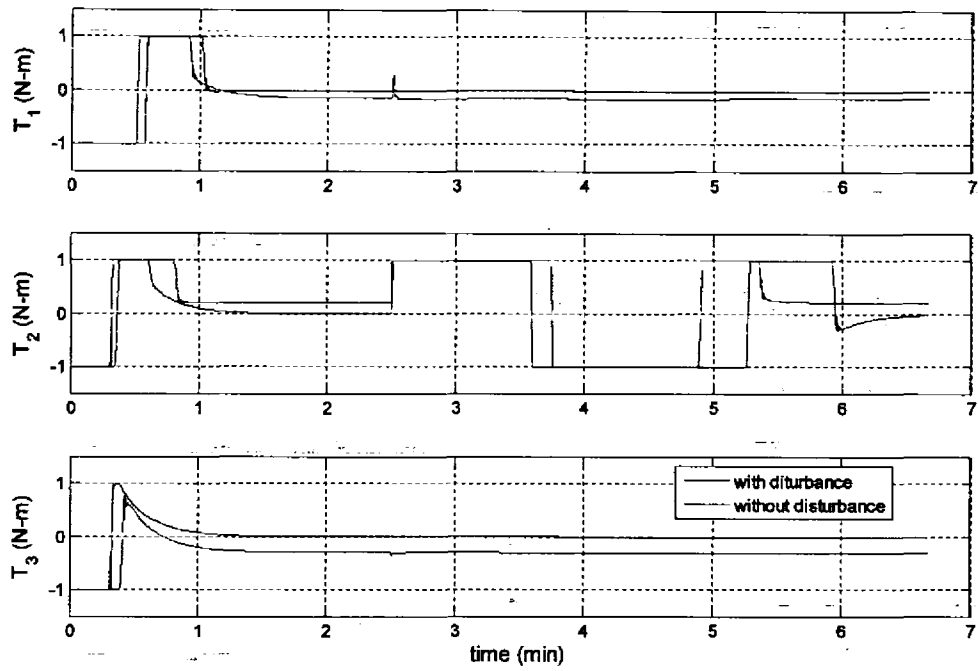 T1 (N-m)
1
0
-1
0 1 2 3 4 5 6 7
T2 (N-m)
1
0
-1
0 1 2 3 4 5 6 7
T3 (N-m)
1
0
-1
with diturbance
without disturbance
0 1 2 3 4 5 6 7
time (min)